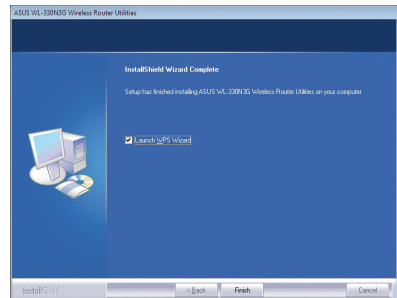 ASUS WL-330N3G Wireless Router Utilities
InstallShield Wizard Complete
Setup has finished installing ASUS WL-330N3G Wireless Router Utilities on your computer.
Launch WPS Wizard
InstallShield
< Back
Finish
Cancel